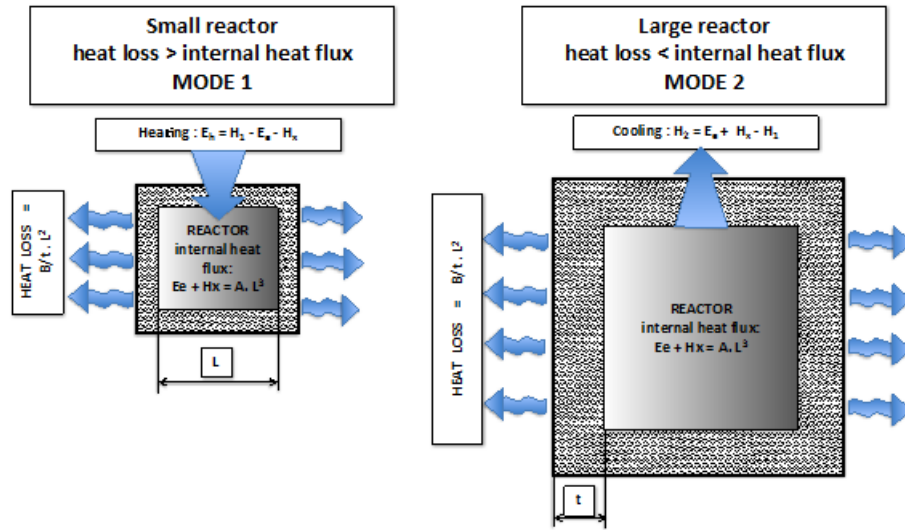 Small reactor
heat loss > internal heat flux
MODE 1
Heating : Eₕ = H₁ - Eₑ - Hₓ
HEAT LOSS =
B/t . L²
REACTOR
internal heat
flux:
Ee + Hx = A. L³
L
Large reactor
heat loss < internal heat flux
MODE 2
Cooling : H₂ = Eₑ + Hₓ - H₁
HEAT LOSS = B/t . L²
REACTOR
internal heat flux:
Ee + Hx = A. L³
t